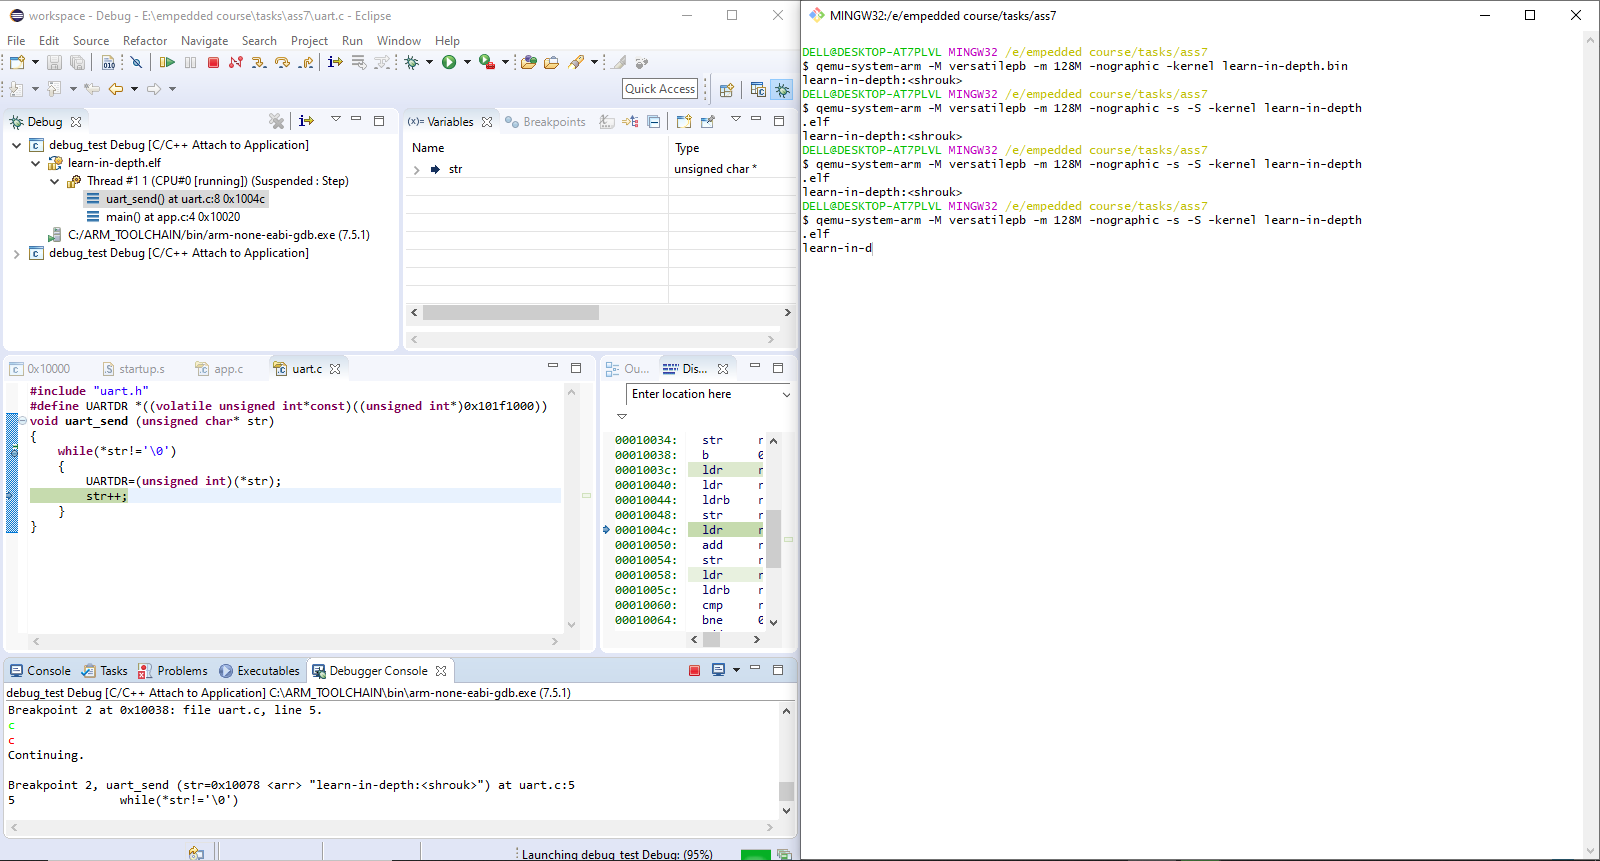 workspace - Debug - E:\empedded course\tasks\ass7\uart.c - Eclipse
File Edit Source Refactor Navigate Search Project Run Window Help
Quick Access
Debug
debug_test Debug [C/C++ Attach to Application]
learn-in-depth.elf
Thread #1 1 (CPU#0 [running]) (Suspended : Step)
uart_send() at uart.c:8 0x1004c
main() at app.c:4 0x10020
C:/ARM_TOOLCHAIN/bin/arm-none-eabi-gdb.exe (7.5.1)
debug_test Debug [C/C++ Attach to Application]
(x)= Variables Breakpoints
Name Type
str unsigned char *
0x10000 startup.s app.c uart.c
#include "uart.h"
#define UARTDR *((volatile unsigned int*const)((unsigned int*)0x101f1000))
void uart_send (unsigned char* str)
{
while(*str!='\0')
{
UARTDR=(unsigned int)(*str);
str++;
}
}
Ou... Dis...
Enter location here
00010034: str r
00010038: b 0
0001003c: ldr r
00010040: ldr r
00010044: ldrb r
00010048: str r
0001004c: ldr r
00010050: add r
00010054: str r
00010058: ldr r
0001005c: ldrb r
00010060: cmp r
00010064: bne 0
Console Tasks Problems Executables Debugger Console
debug_test Debug [C/C++ Attach to Application] C:\ARM_TOOLCHAIN\bin\arm-none-eabi-gdb.exe (7.5.1)
Breakpoint 2 at 0x10038: file uart.c, line 5.
c
c
Continuing.
Breakpoint 2, uart_send (str=0x10078 <arr> "learn-in-depth:<shrouk>") at uart.c:5
5 while(*str!='\0')
Launching debug_test Debug: (95%)
MINGW32:/e/empedded course/tasks/ass7
DELL@DESKTOP-AT7PLVL MINGW32 /e/empedded course/tasks/ass7
$ qemu-system-arm -M versatilepb -m 128M -nographic -kernel learn-in-depth.bin
learn-in-depth:<shrouk>
DELL@DESKTOP-AT7PLVL MINGW32 /e/empedded course/tasks/ass7
$ qemu-system-arm -M versatilepb -m 128M -nographic -s -S -kernel learn-in-depth
.elf
learn-in-depth:<shrouk>
DELL@DESKTOP-AT7PLVL MINGW32 /e/empedded course/tasks/ass7
$ qemu-system-arm -M versatilepb -m 128M -nographic -s -S -kernel learn-in-depth
.elf
learn-in-depth:<shrouk>
DELL@DESKTOP-AT7PLVL MINGW32 /e/empedded course/tasks/ass7
$ qemu-system-arm -M versatilepb -m 128M -nographic -s -S -kernel learn-in-depth
.elf
learn-in-d